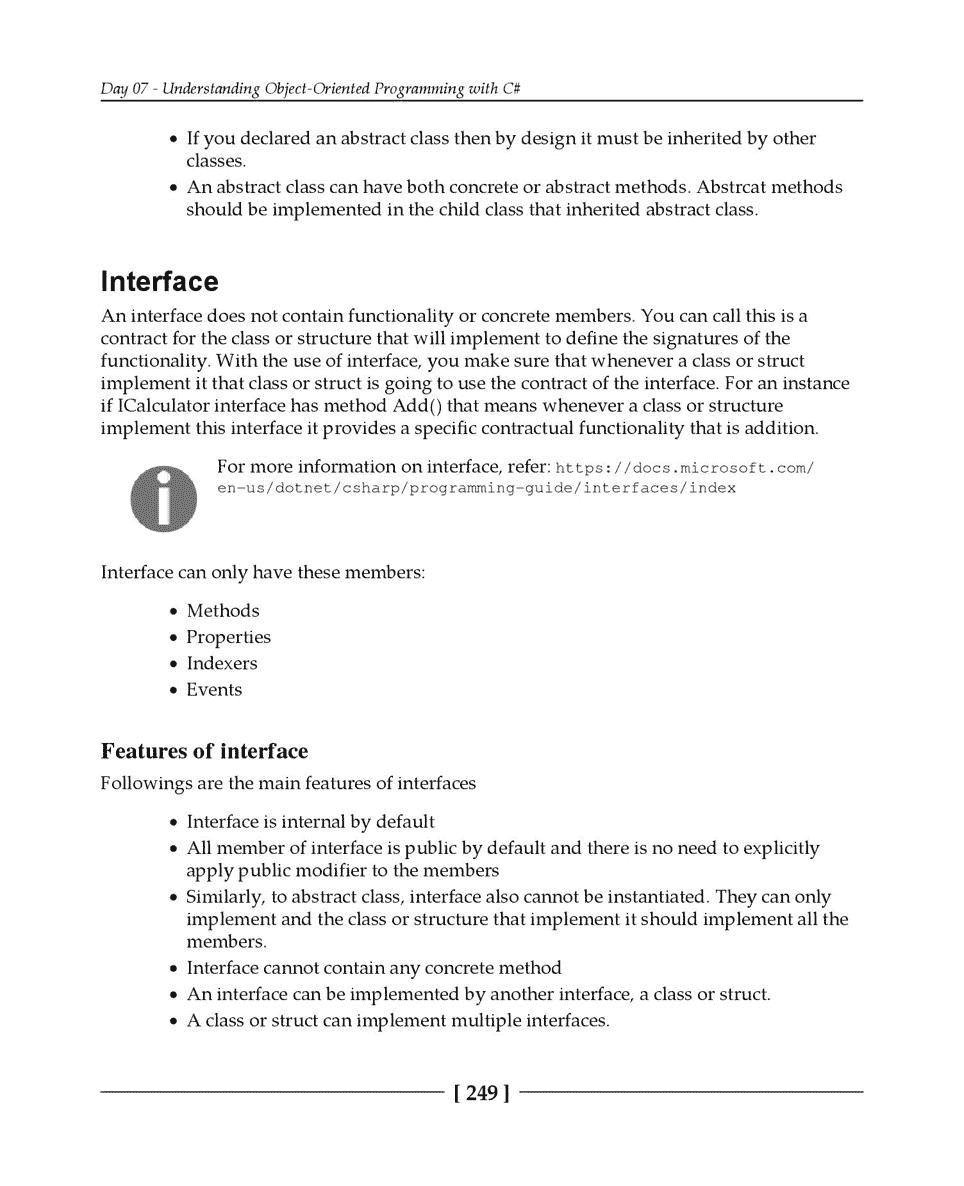 Day 07 - Understanding Object-Oriented Programming with C#
• If you declared an abstract class then by design it must be inherited by other
classes.
• An abstract class can have both concrete or abstract methods. Abstrcat methods
should be implemented in the child class that inherited abstract class.
Interface
An interface does not contain functionality or concrete members. You can call this is a
contract for the class or structure that will implement to define the signatures of the
functionality. With the use of interface, you make sure that whenever a class or struct
implement it that class or struct is going to use the contract of the interface. For an instance
if ICalculator interface has method Add() that means whenever a class or structure
implement this interface it provides a specific contractual functionality that is addition.
For more information on interface, refer: https://docs.microsoft.com/
en-us/dotnet/csharp/programming-guide/interfaces/index
Interface can only have these members:
• Methods
• Properties
• Indexers
• Events
Features of interface
Followings are the main features of interfaces
• Interface is internal by default
• All member of interface is public by default and there is no need to explicitly
apply public modifier to the members
• Similarly, to abstract class, interface also cannot be instantiated. They can only
implement and the class or structure that implement it should implement all the
members.
• Interface cannot contain any concrete method
• An interface can be implemented by another interface, a class or struct.
• A class or struct can implement multiple interfaces.
[ 249 ]